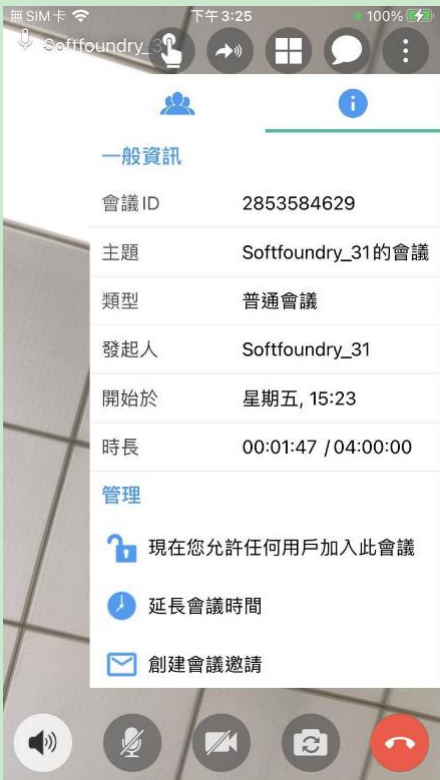 無SIM卡 下午3:25 100%
Softfoundry_3
一般資訊
會議ID 2853584629
主題 Softfoundry_31的會議
類型 普通會議
發起人 Softfoundry_31
開始於 星期五, 15:23
時長 00:01:47 / 04:00:00
管理
現在您允許任何用戶加入此會議
延長會議時間
創建會議邀請